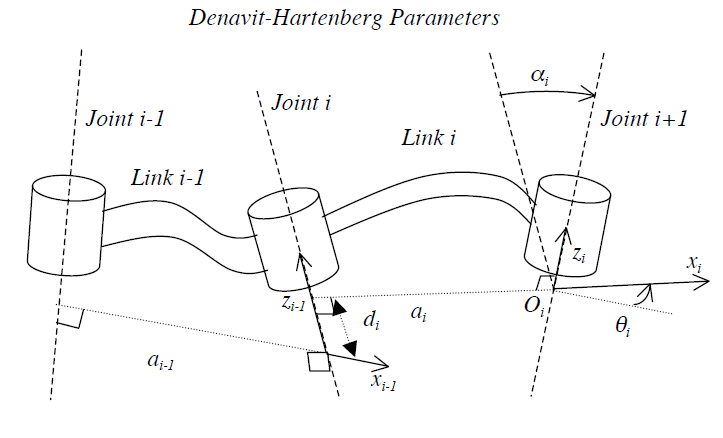 Denavit-Hartenberg Parameters
αi
Joint i-1
Joint i
Joint i+1
Link i
Link i-1
zi
xi
zi-1
di
ai
Oi
θi
ai-1
xi-1